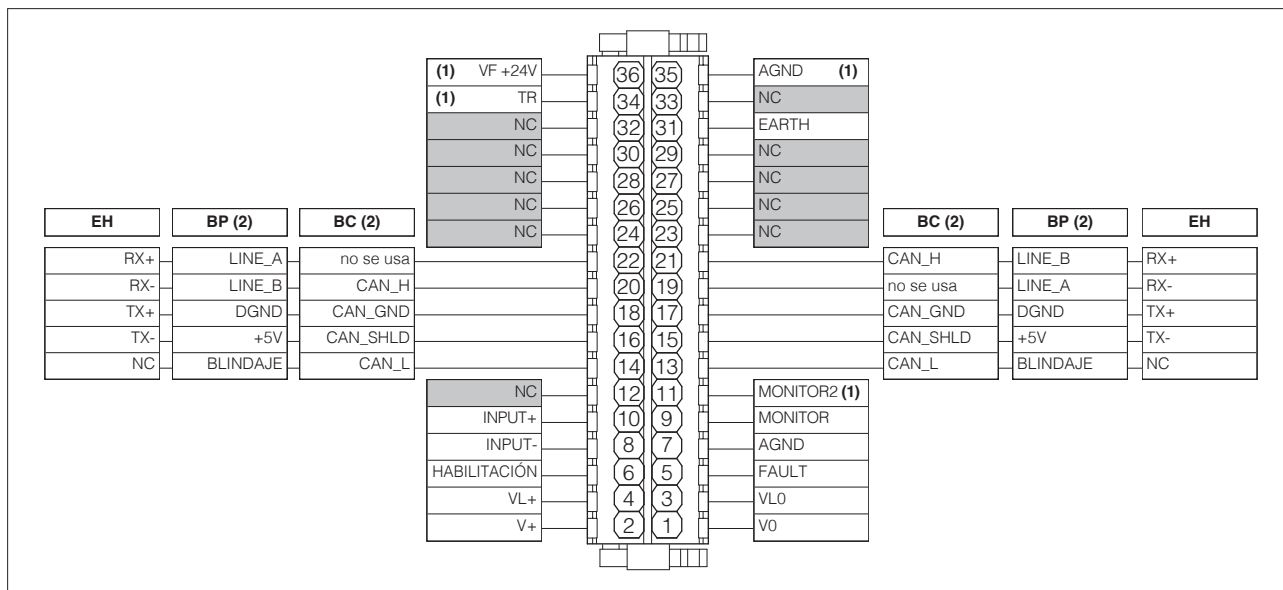 (1) VF +24V 36 35 AGND (1)
(1) TR 34 33 NC
NC 32 31 EARTH
NC 30 29 NC
NC 28 27 NC
NC 26 25 NC
NC 24 23 NC
EH BP (2) BC (2) BC (2) BP (2) EH
RX+ LINE_A no se usa 22 21 CAN_H LINE_B RX+
RX- LINE_B CAN_H 20 19 no se usa LINE_A RX-
TX+ DGND CAN_GND 18 17 CAN_GND DGND TX+
TX- +5V CAN_SHLD 16 15 CAN_SHLD +5V TX-
NC BLINDAJE CAN_L 14 13 CAN_L BLINDAJE NC
NC 12 11 MONITOR2 (1)
INPUT+ 10 9 MONITOR
INPUT- 8 7 AGND
HABILITACIÓN 6 5 FAULT
VL+ 4 3 VL0
V+ 2 1 V0